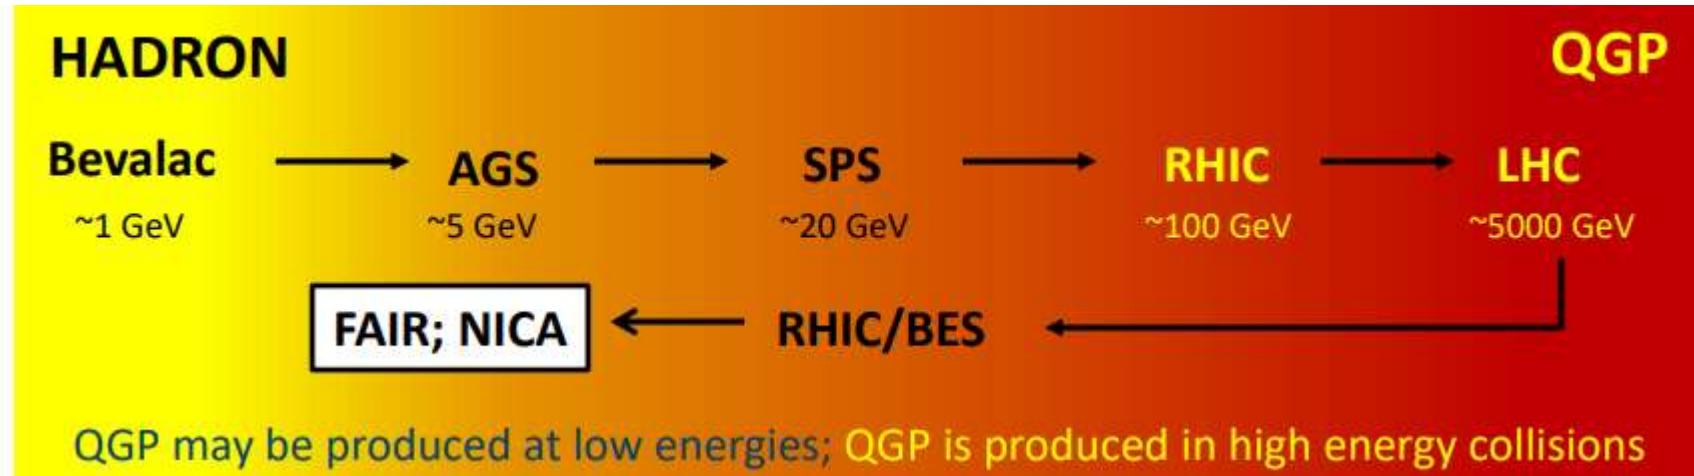 HADRON QGP
Bevalac AGS SPS RHIC LHC
~1 GeV ~5 GeV ~20 GeV ~100 GeV ~5000 GeV
FAIR; NICA RHIC/BES
QGP may be produced at low energies; QGP is produced in high energy collisions